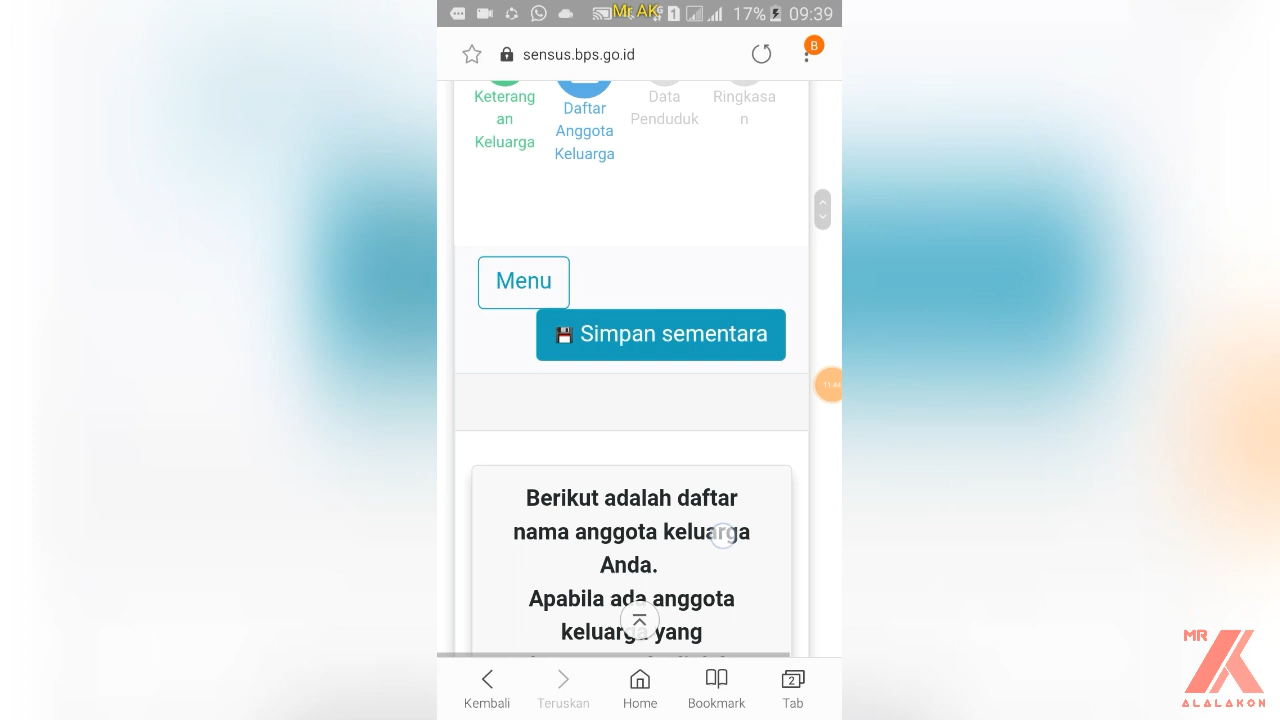 Mr AK
1
17%
09:39
sensus.bps.go.id
B
Keterang
an
Keluarga
Daftar
Anggota
Keluarga
Data
Penduduk
Ringkasa
n
Menu
Simpan sementara
Berikut adalah daftar
nama anggota keluarga
Anda.
Apabila ada anggota
keluarga yang
Kembali
Teruskan
Home
Bookmark
2
Tab
MR
ALALAKON